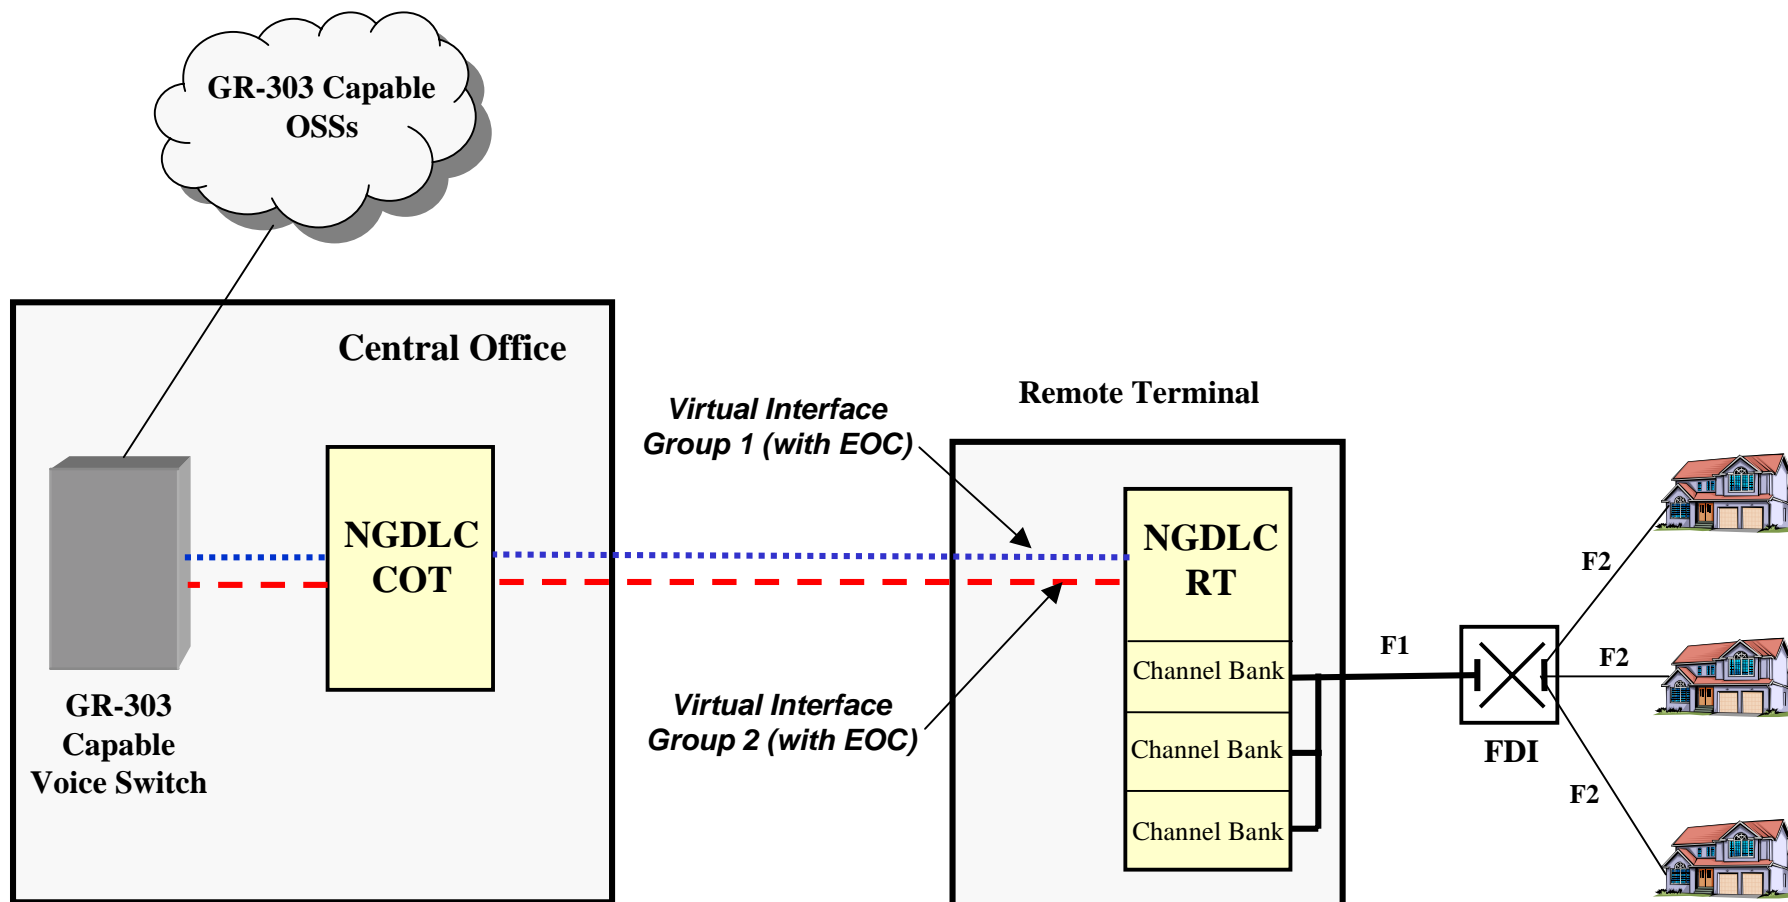 GR-303 Capable
OSSs
Central Office
Remote Terminal
Virtual Interface
Group 1 (with EOC)
NGDLC
COT
NGDLC
RT
F2
F1
F2
Channel Bank
Virtual Interface
Group 2 (with EOC)
GR-303
Capable
Voice Switch
Channel Bank
FDI
F2
Channel Bank